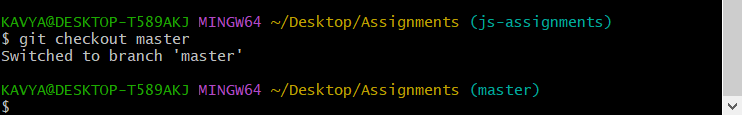 KAVYA@DESKTOP-T589AKJ MINGW64 ~/Desktop/Assignments (js-assignments)
$ git checkout master
Switched to branch 'master'
KAVYA@DESKTOP-T589AKJ MINGW64 ~/Desktop/Assignments (master)
$